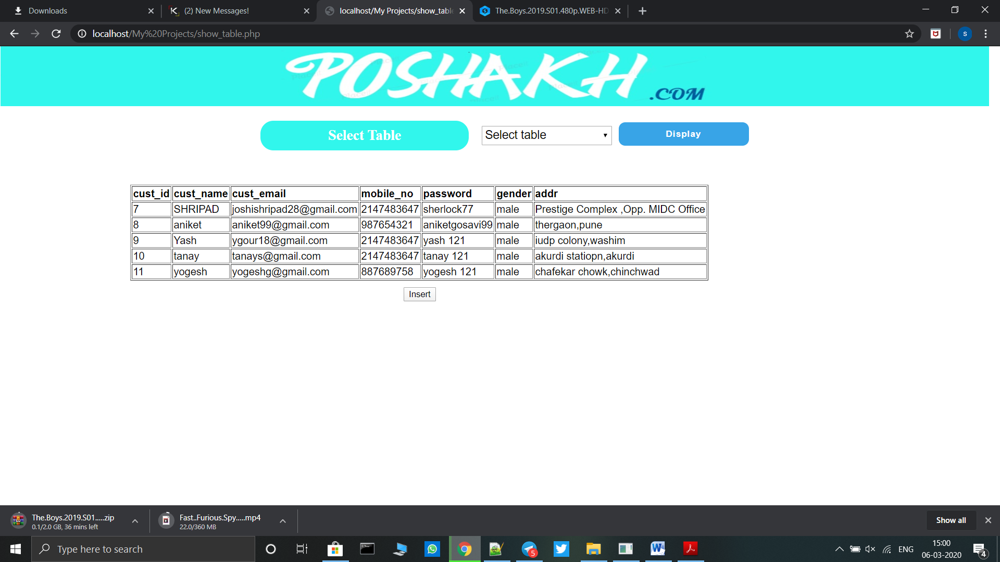 Downloads
(2) New Messages!
localhost/My Projects/show_table
The.Boys.2019.S01.480p.WEB-HD
localhost/My%20Projects/show_table.php
S
POSHAKH .COM
Select Table
Select table
Display
cust_id cust_name cust_email mobile_no password gender addr
7 SHRIPAD joshishripad28@gmail.com 2147483647 sherlock77 male Prestige Complex ,Opp. MIDC Office
8 aniket aniket99@gmail.com 987654321 aniketgosavi99 male thergaon,pune
9 Yash ygour18@gmail.com 2147483647 yash 121 male iudp colony,washim
10 tanay tanays@gmail.com 2147483647 tanay 121 male akurdi statiopn,akurdi
11 yogesh yogeshg@gmail.com 887689758 yogesh 121 male chafekar chowk,chinchwad
Insert
The.Boys.2019.S01.....zip
0.1/2.0 GB, 36 mins left
Fast..Furious.Spy.....mp4
22.0/360 MB
Show all
Type here to search
5
ENG
15:00
06-03-2020
4